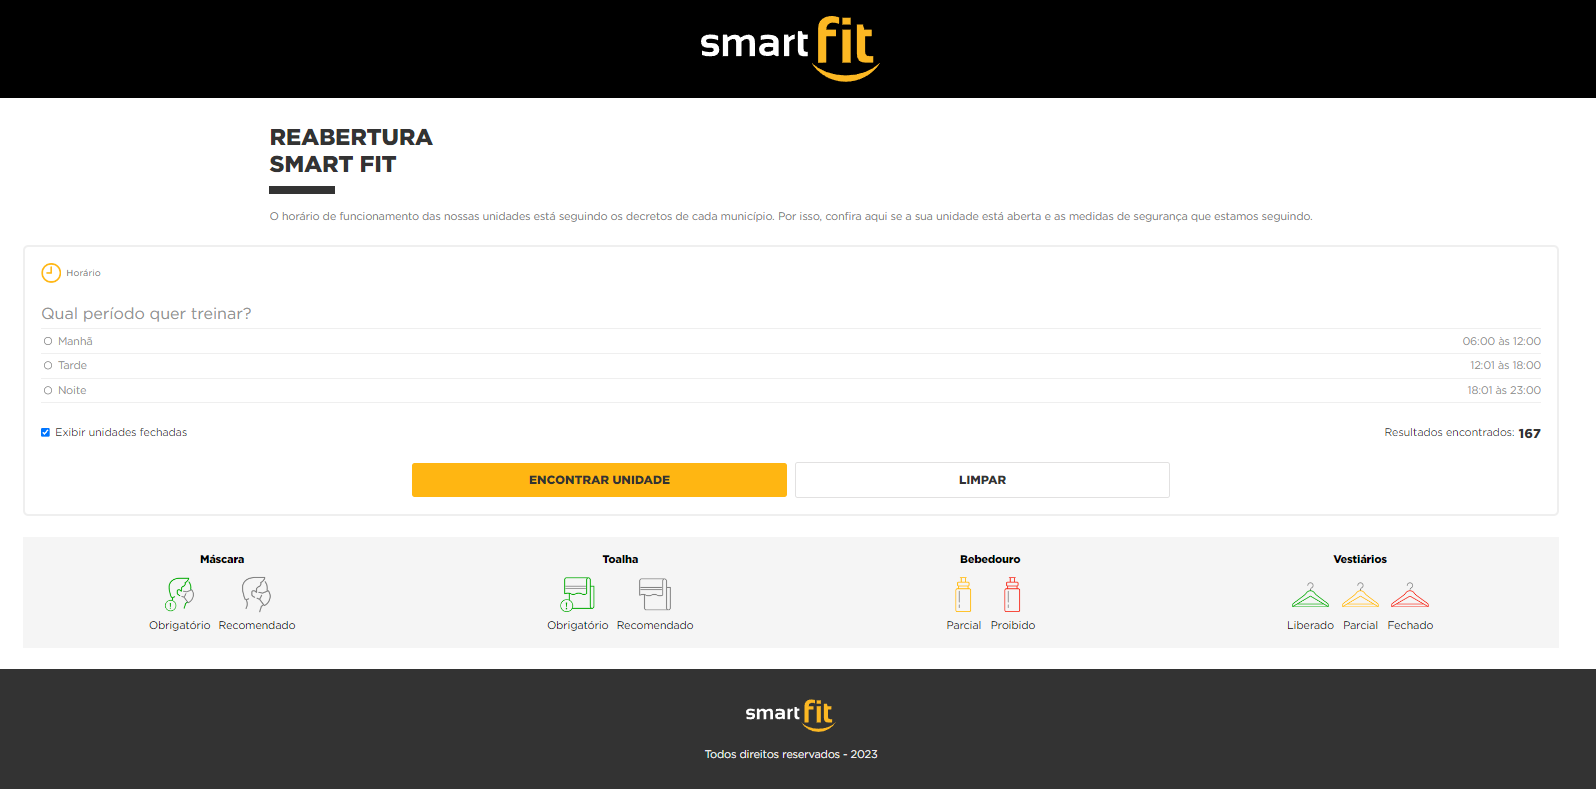 smart fit
REABERTURA
SMART FIT
O horário de funcionamento das nossas unidades está seguindo os decretos de cada município. Por isso, confira aqui se a sua unidade está aberta e as medidas de segurança que estamos seguindo.
Horário
Qual período quer treinar?
Manhã 06:00 às 12:00
Tarde 12:01 às 18:00
Noite 18:01 às 23:00
Exibir unidades fechadas Resultados encontrados: 167
ENCONTRAR UNIDADE LIMPAR
Máscara Toalha Bebedouro Vestiários
Obrigatório Recomendado Obrigatório Recomendado Parcial Proibido Liberado Parcial Fechado
smart fit
Todos direitos reservados - 2023